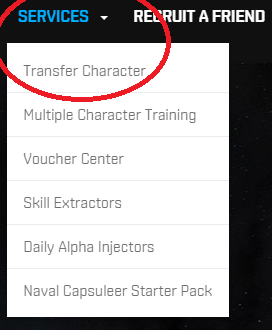 SERVICES RECRUIT A FRIEND
Transfer Character
Multiple Character Training
Voucher Center
Skill Extractors
Daily Alpha Injectors
Naval Capsuleer Starter Pack